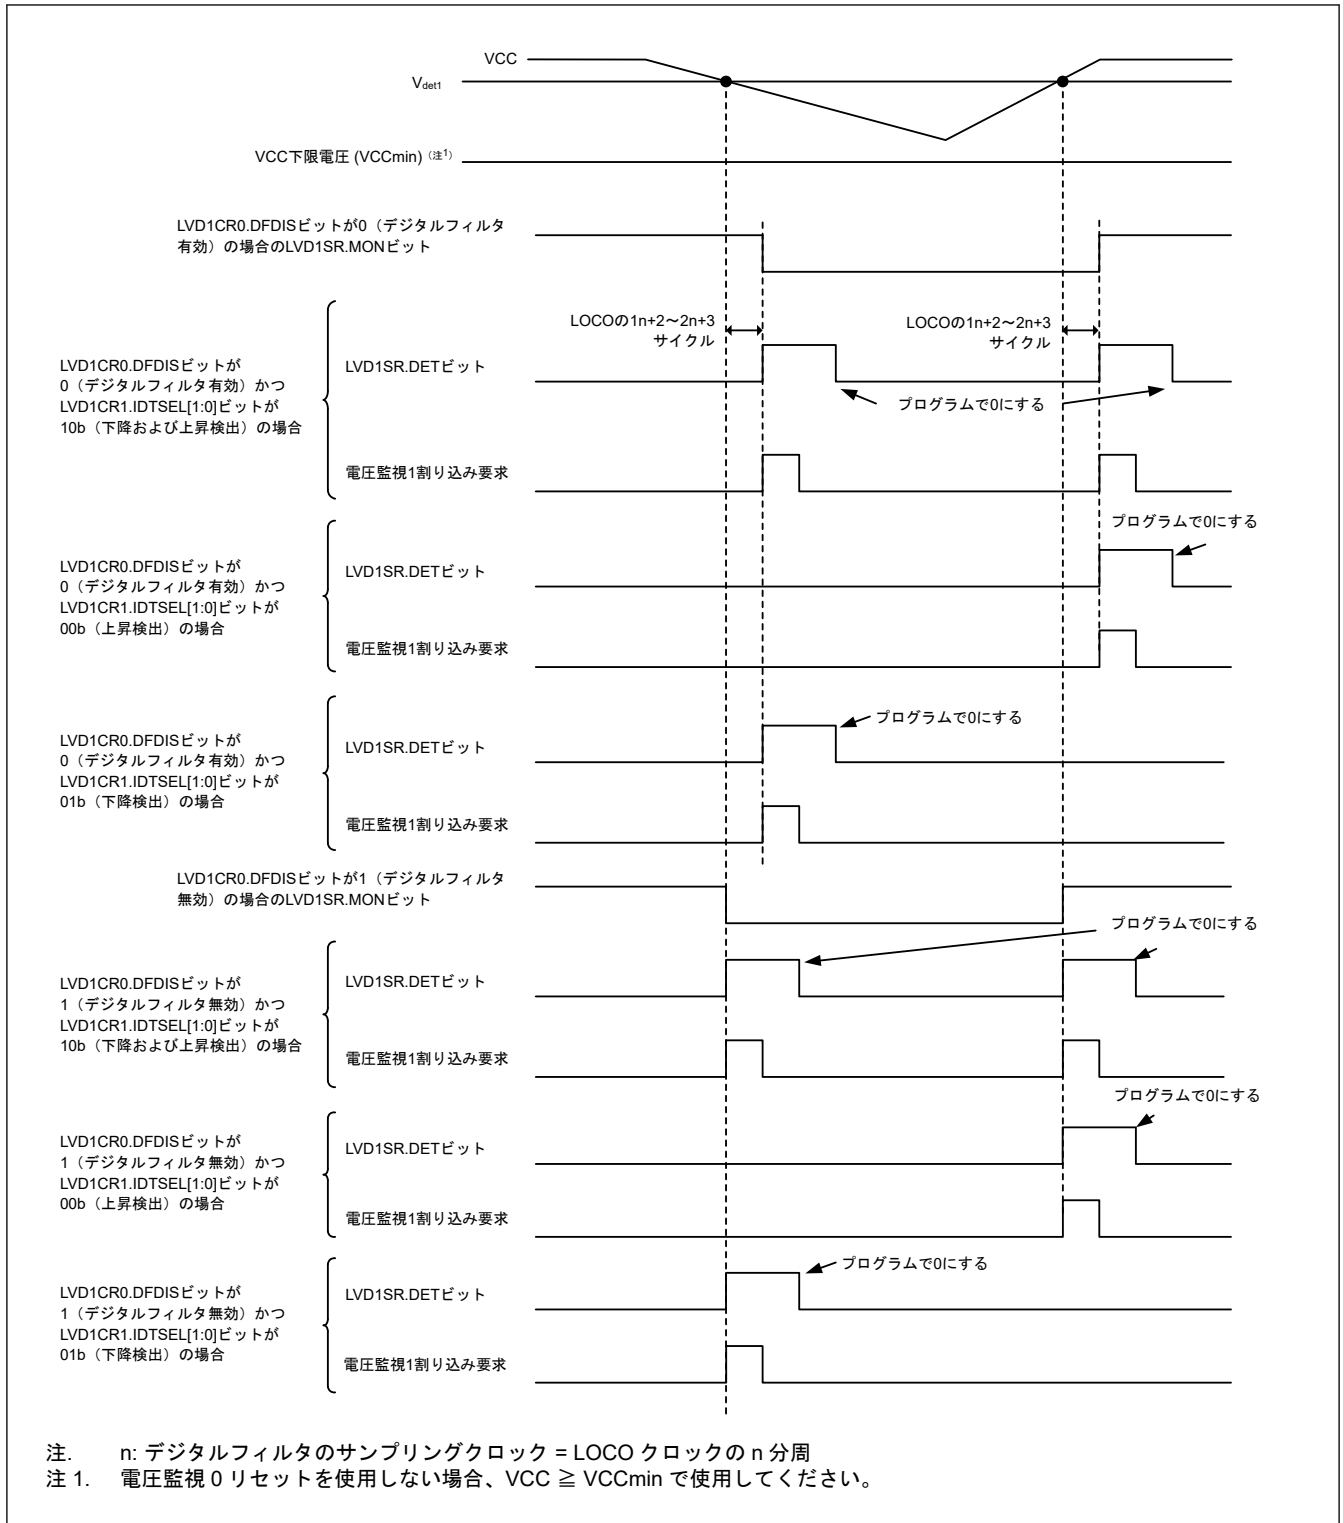 VCC
Vdet1
VCC下限電圧 (VCCmin)（注1）
LVD1CR0.DFDISビットが0（デジタルフィルタ
有効）の場合のLVD1SR.MONビット
LOCOの1n+2～2n+3
サイクル
LOCOの1n+2～2n+3
サイクル
LVD1CR0.DFDISビットが
0（デジタルフィルタ有効）かつ
LVD1CR1.IDTSEL[1:0]ビットが
10b（下降および上昇検出）の場合
LVD1SR.DETビット
プログラムで0にする
電圧監視1割り込み要求
プログラムで0にする
LVD1CR0.DFDISビットが
0（デジタルフィルタ有効）かつ
LVD1CR1.IDTSEL[1:0]ビットが
00b（上昇検出）の場合
LVD1SR.DETビット
電圧監視1割り込み要求
プログラムで0にする
LVD1CR0.DFDISビットが
0（デジタルフィルタ有効）かつ
LVD1CR1.IDTSEL[1:0]ビットが
01b（下降検出）の場合
LVD1SR.DETビット
電圧監視1割り込み要求
LVD1CR0.DFDISビットが1（デジタルフィルタ
無効）の場合のLVD1SR.MONビット
プログラムで0にする
LVD1CR0.DFDISビットが
1（デジタルフィルタ無効）かつ
LVD1CR1.IDTSEL[1:0]ビットが
10b（下降および上昇検出）の場合
LVD1SR.DETビット
電圧監視1割り込み要求
プログラムで0にする
LVD1CR0.DFDISビットが
1（デジタルフィルタ無効）かつ
LVD1CR1.IDTSEL[1:0]ビットが
00b（上昇検出）の場合
LVD1SR.DETビット
電圧監視1割り込み要求
プログラムで0にする
LVD1CR0.DFDISビットが
1（デジタルフィルタ無効）かつ
LVD1CR1.IDTSEL[1:0]ビットが
01b（下降検出）の場合
LVD1SR.DETビット
電圧監視1割り込み要求
注. n: デジタルフィルタのサンプリングクロック = LOCO クロックの n 分周
注 1. 電圧監視 0 リセットを使用しない場合、VCC ≧ VCCmin で使用してください。